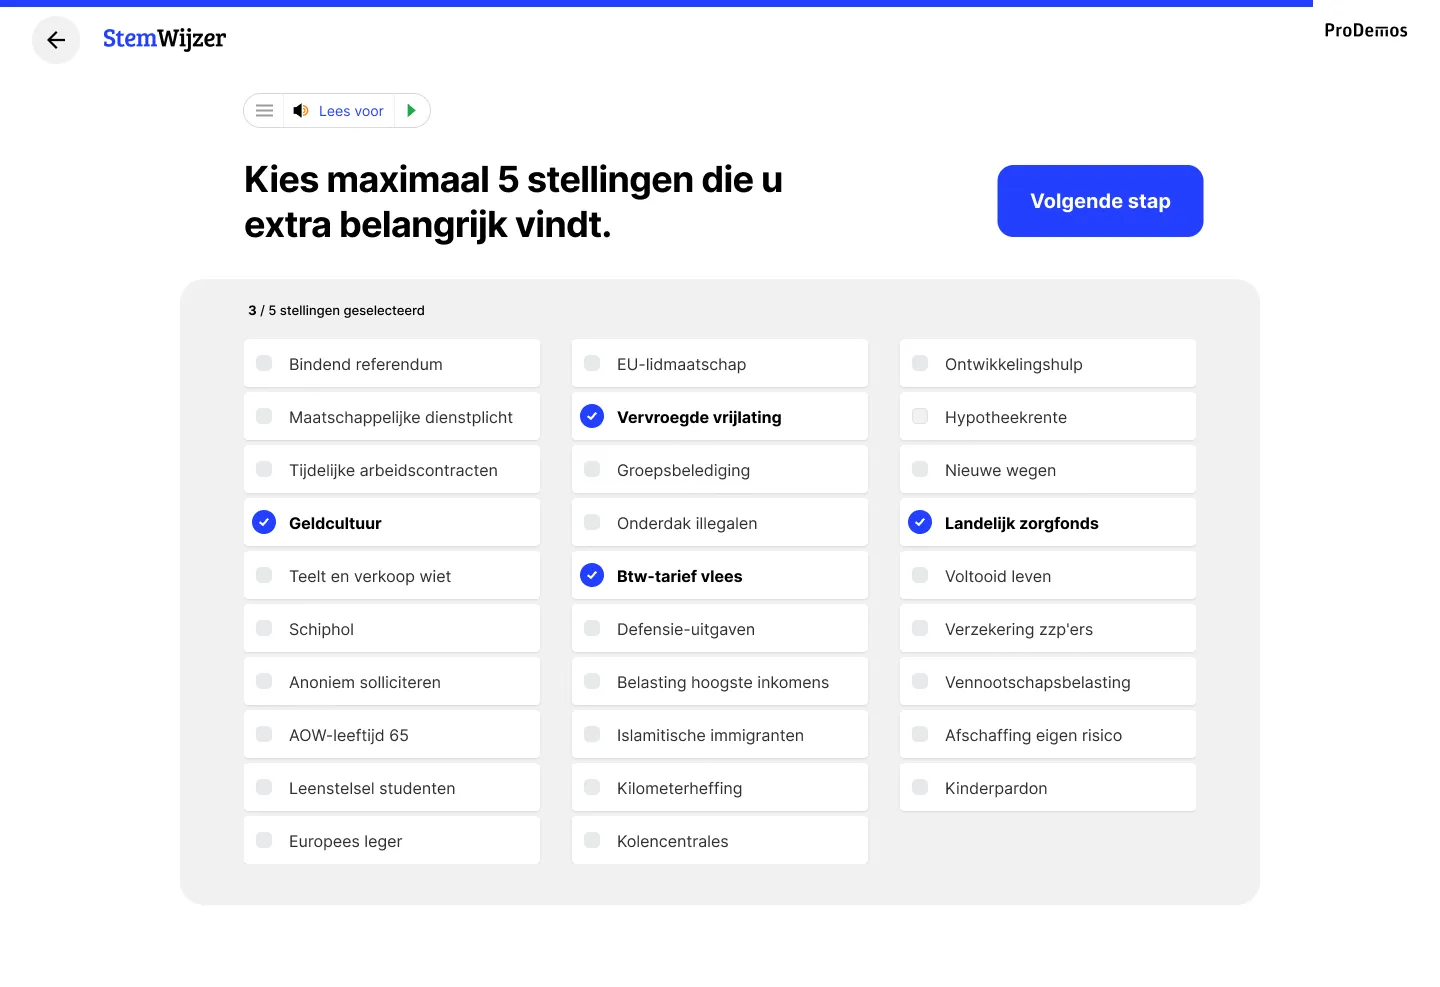 StemWijzer
ProDemos
Lees voor
Kies maximaal 5 stellingen die u
extra belangrijk vindt.
Volgende stap
3 / 5 stellingen geselecteerd
Bindend referendum
Maatschappelijke dienstplicht
Tijdelijke arbeidscontracten
Geldcultuur
Teelt en verkoop wiet
Schiphol
Anoniem solliciteren
AOW-leeftijd 65
Leenstelsel studenten
Europees leger
EU-lidmaatschap
Vervroegde vrijlating
Groepsbelediging
Onderdak illegalen
Btw-tarief vlees
Defensie-uitgaven
Belasting hoogste inkomens
Islamitische immigranten
Kilometerheffing
Kolencentrales
Ontwikkelingshulp
Hypotheekrente
Nieuwe wegen
Landelijk zorgfonds
Voltooid leven
Verzekering zzp'ers
Vennootschapsbelasting
Afschaffing eigen risico
Kinderpardon